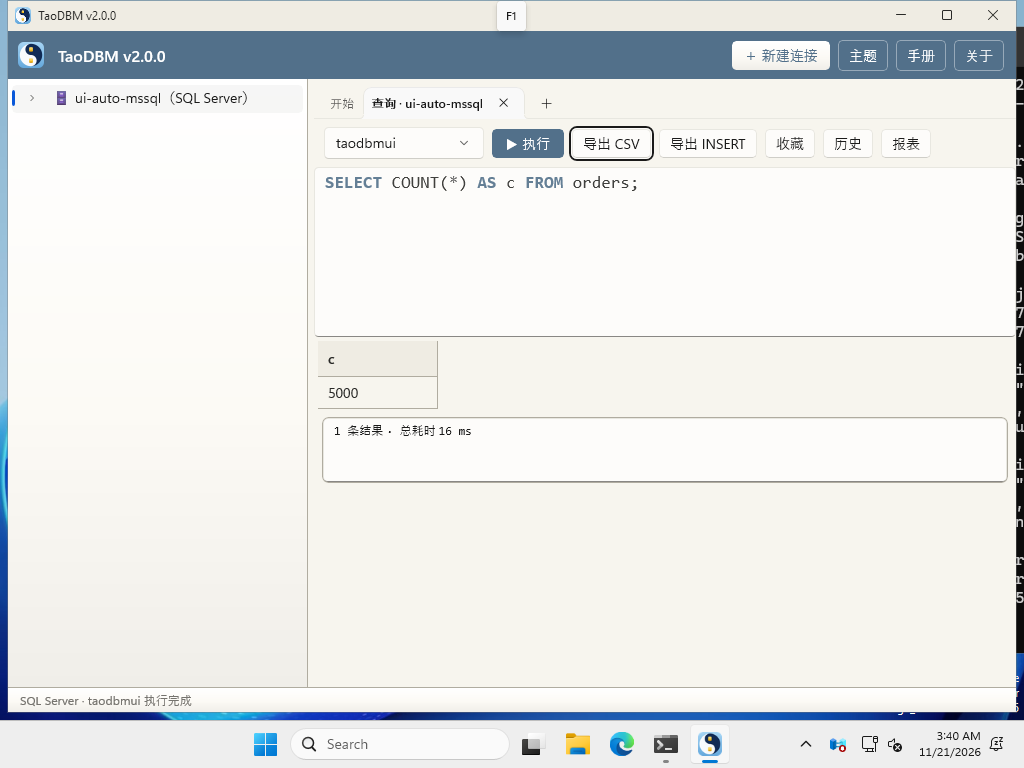 TaoDBM v2.0.0
F1
TaoDBM v2.0.0
+ 新建连接
主题
手册
关于
ui-auto-mssql（SQL Server）
开始
查询 · ui-auto-mssql
taodbmui
▶ 执行
导出 CSV
导出 INSERT
收藏
历史
报表
SELECT COUNT(*) AS c FROM orders;
c
5000
1 条结果 · 总耗时 16 ms
SQL Server · taodbmui 执行完成
Search
3:40 AM
11/21/2026